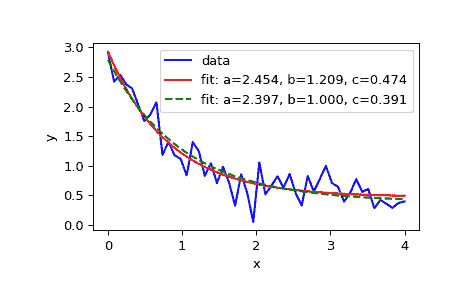 3.0
2.5
2.0
1.5
1.0
0.5
0.0
y
data
fit: a=2.454, b=1.209, c=0.474
fit: a=2.397, b=1.000, c=0.391
0
1
2
3
4
x